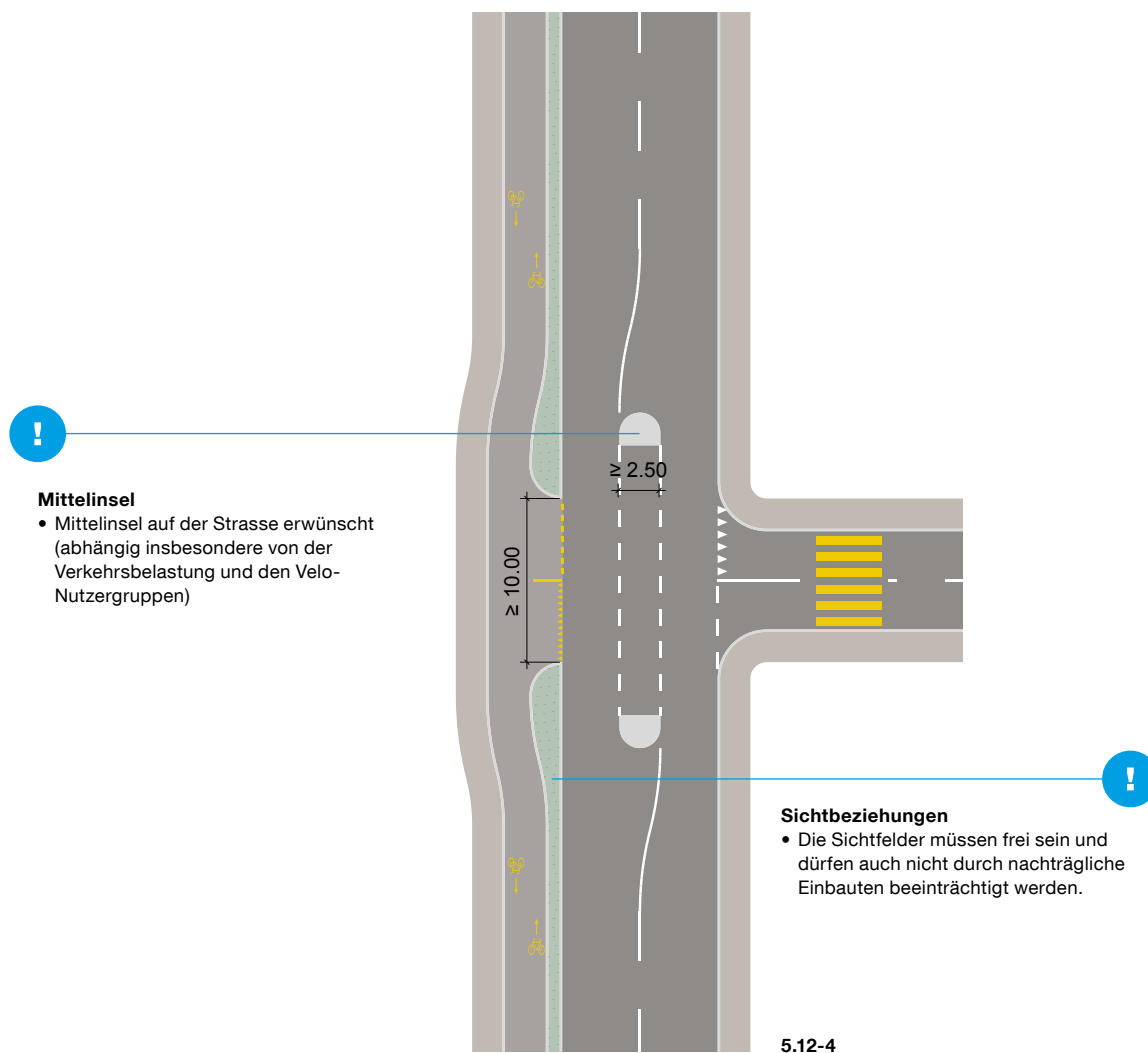 !
≥ 2.50
Mittelinsel
• Mittelinsel auf der Strasse erwünscht
(abhängig insbesondere von der
Verkehrsbelastung und den Velo-
Nutzergruppen)
≥ 10.00
!
Sichtbeziehungen
• Die Sichtfelder müssen frei sein und
dürfen auch nicht durch nachträgliche
Einbauten beeinträchtigt werden.
5.12-4